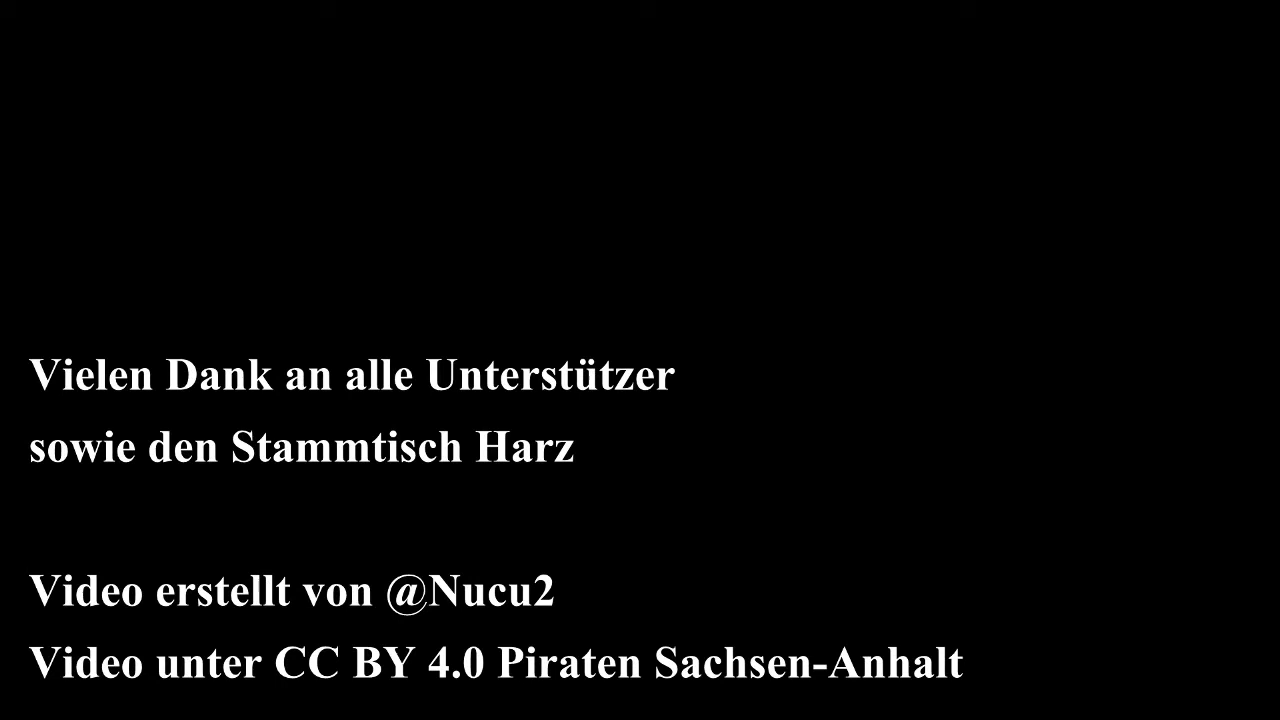 Vielen Dank an alle Unterstützer
sowie den Stammtisch Harz
Video erstellt von @Nucu2
Video unter CC BY 4.0 Piraten Sachsen-Anhalt